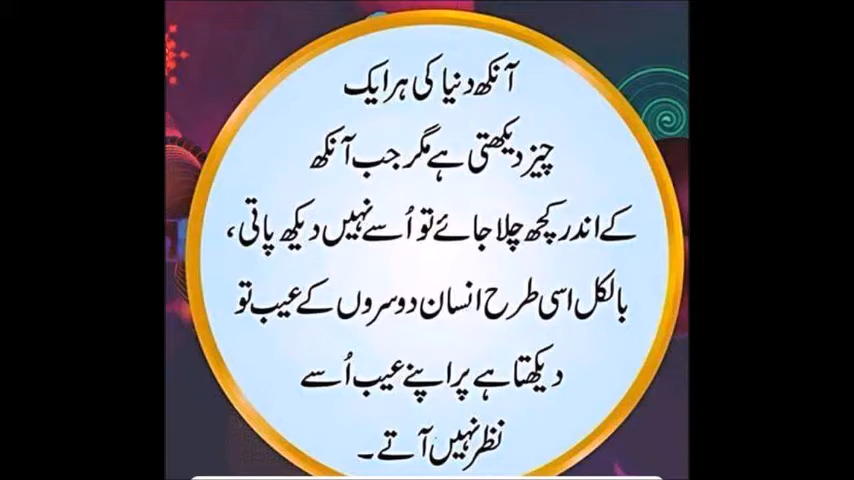 آنکھ دنیا کی ہر ایک
چیز دیکھتی ہے مگر جب آنکھ
کے اندر کچھ چلا جائے تو اُسے نہیں دیکھ پاتی،
بالکل اسی طرح انسان دوسروں کے عیب تو
دیکھتا ہے پر اپنے عیب اُسے
نظر نہیں آتے۔